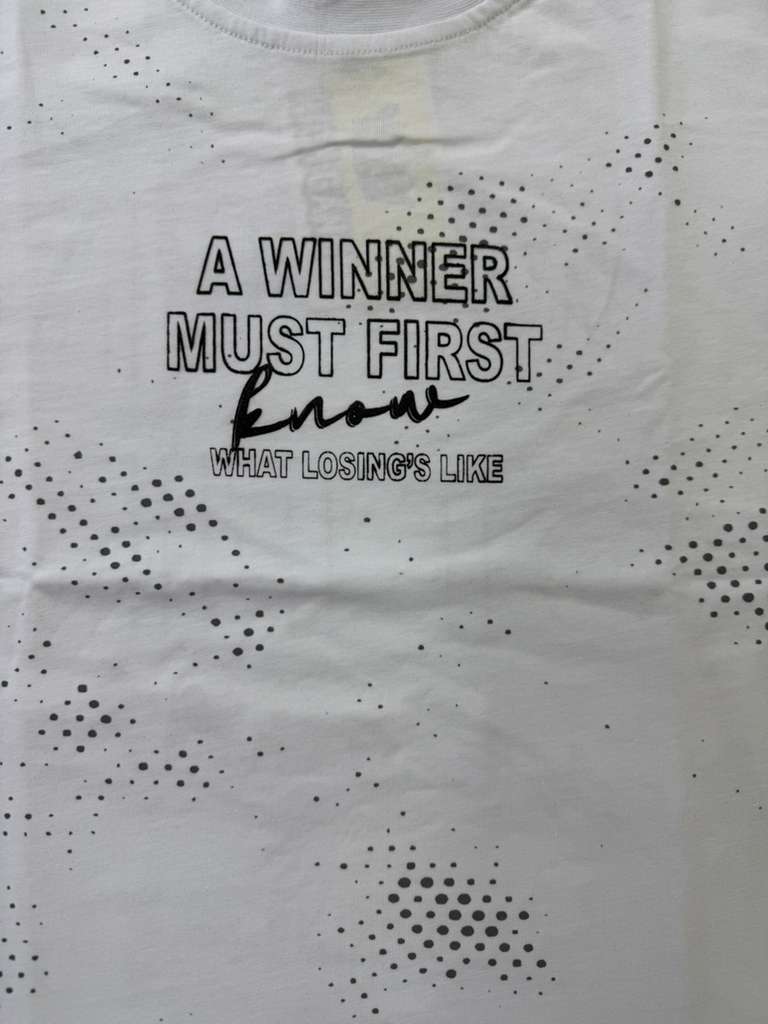 A WINNER
MUST FIRST
know
WHAT LOSING'S LIKE